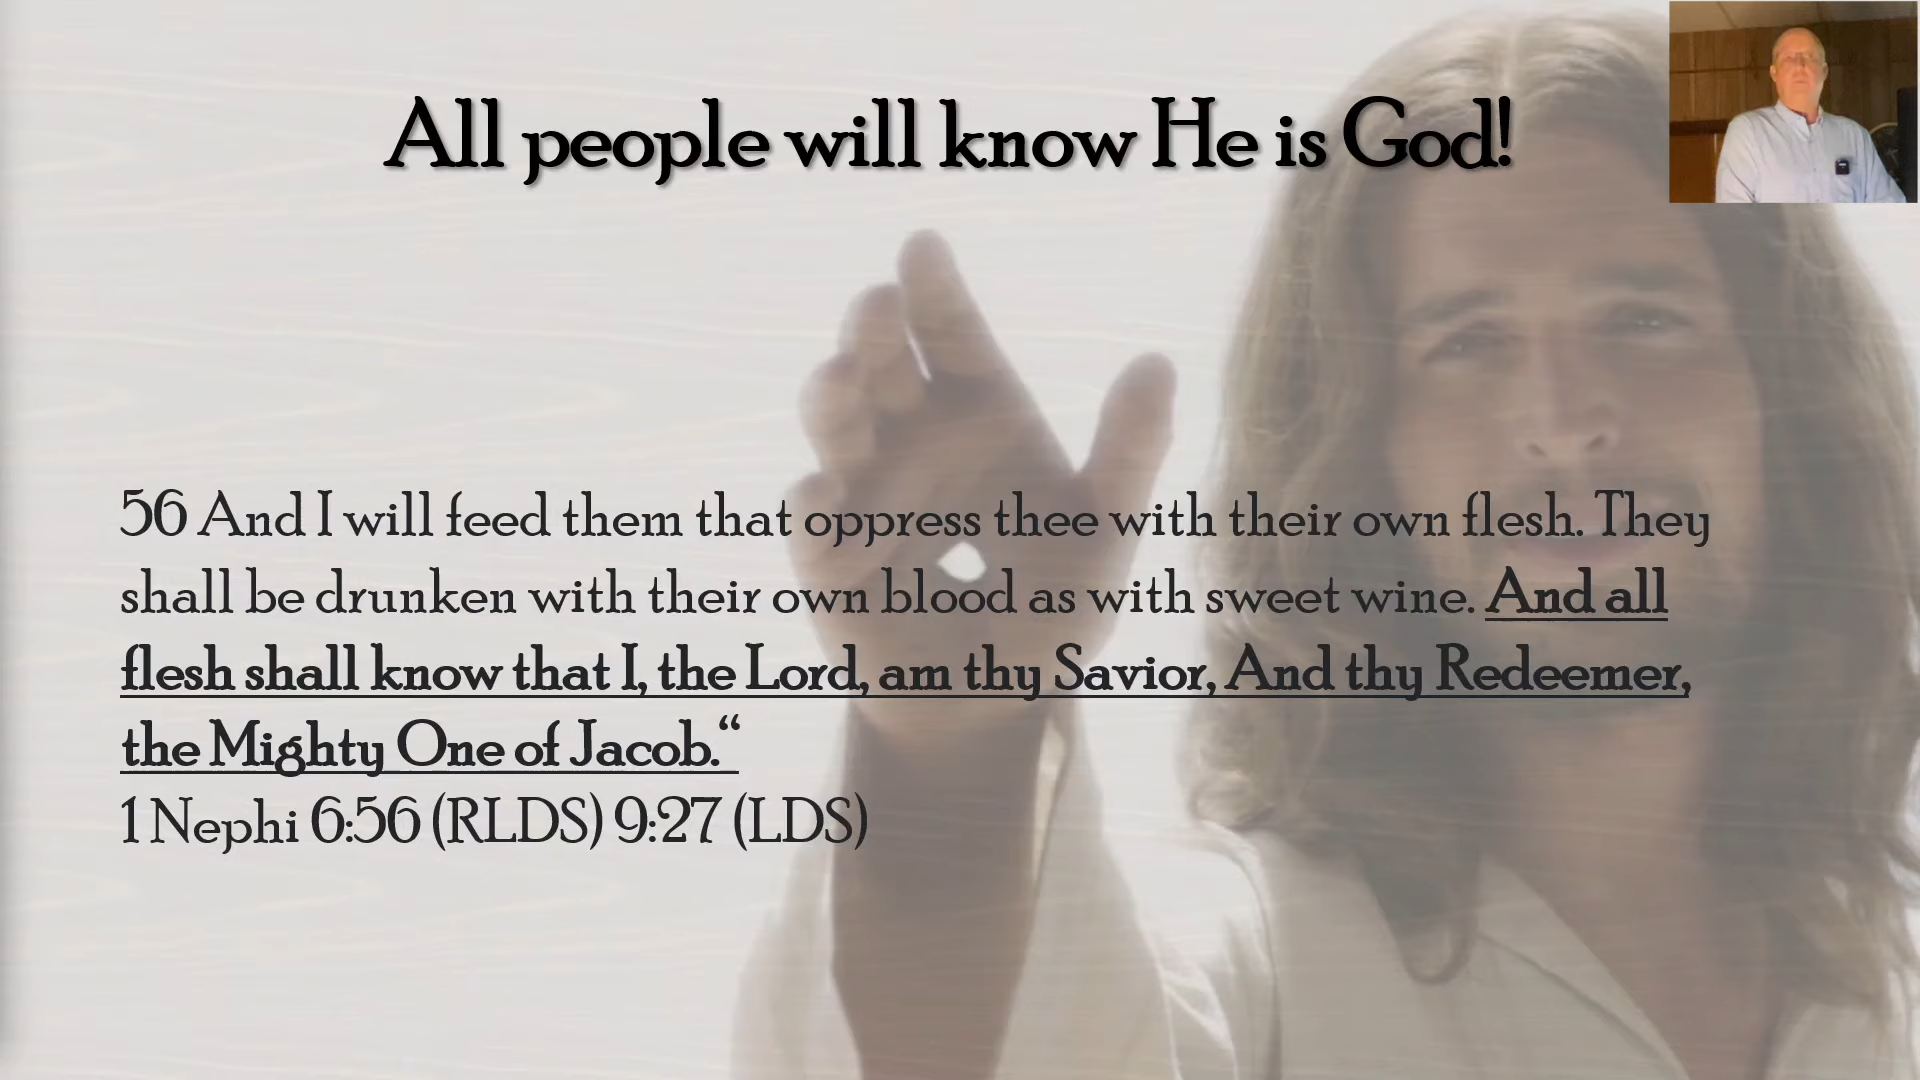 All people will know He is God!
56 And I will feed them that oppress thee with their own flesh. They
shall be drunken with their own blood as with sweet wine. And all
flesh shall know that I, the Lord, am thy Savior, And thy Redeemer,
the Mighty One of Jacob.“
1 Nephi 6:56 (RLDS) 9:27 (LDS)